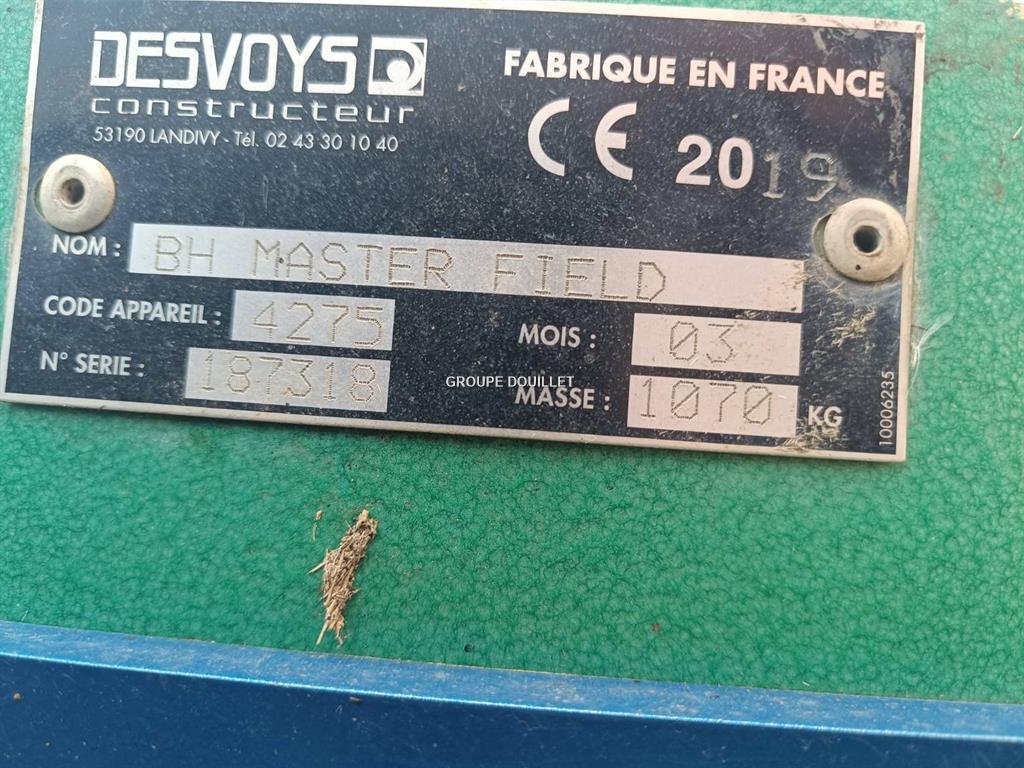 DESVOYS
constructeur
53190 LANDIVY - Tél. 02 43 30 10 40
FABRIQUE EN FRANCE
CE 2019
NOM : BH MASTER FIELD
CODE APPAREIL : 4275
MOIS : 03
N° SERIE : 187318
MASSE : 1070 KG
10006235
GROUPE DOUILLET